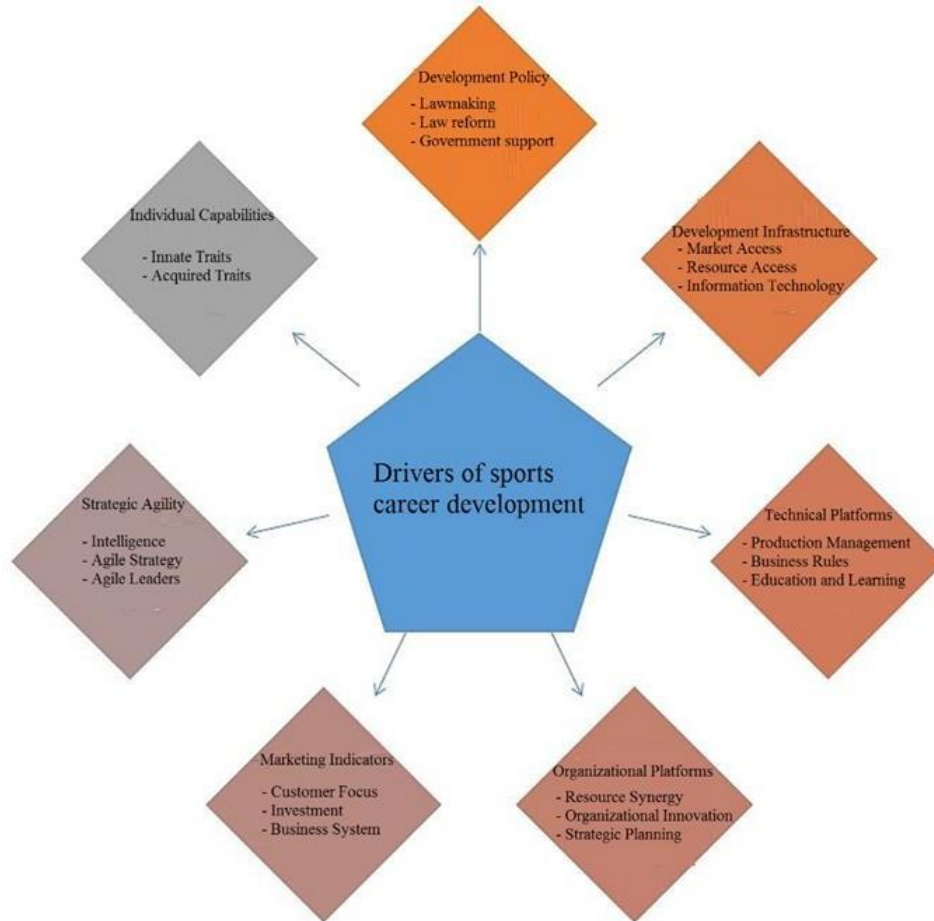 Development Policy
- Lawmaking
- Law reform
- Government support
Individual Capabilities
- Innate Traits
- Acquired Traits
Development Infrastructure
- Market Access
- Resource Access
- Information Technology
Drivers of sports
career development
Strategic Agility
- Intelligence
- Agile Strategy
- Agile Leaders
Technical Platforms
- Production Management
- Business Rules
- Education and Learning
Marketing Indicators
- Customer Focus
- Investment
- Business System
Organizational Platforms
- Resource Synergy
- Organizational Innovation
- Strategic Planning